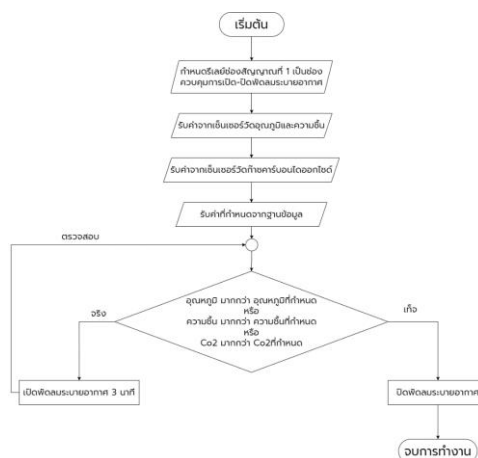 เริ่มต้น
กำหนดรีเลย์ช่องสัญญาณที่ 1 เป็นช่อง
ควบคุมการเปิด-ปิดพัดลมระบายอากาศ
รับค่าจากเซ็นเซอร์วัดอุณภูมิและความชื้น
รับค่าจากเซ็นเซอร์วัดก๊าซคาร์บอนไดออกไซด์
รับค่าที่กำหนดจากฐานข้อมูล
ตรวจสอบ
อุณหภูมิ มากกว่า อุณหภูมิที่กำหนด
หรือ
ความชื้น มากกว่า ความชื้นที่กำหนด
หรือ
Co2 มากกว่า Co2ที่กำหนด
จริง
เท็จ
เปิดพัดลมระบายอากาศ 3 นาที
ปิดพัดลมระบายอากาศ
จบการทำงาน